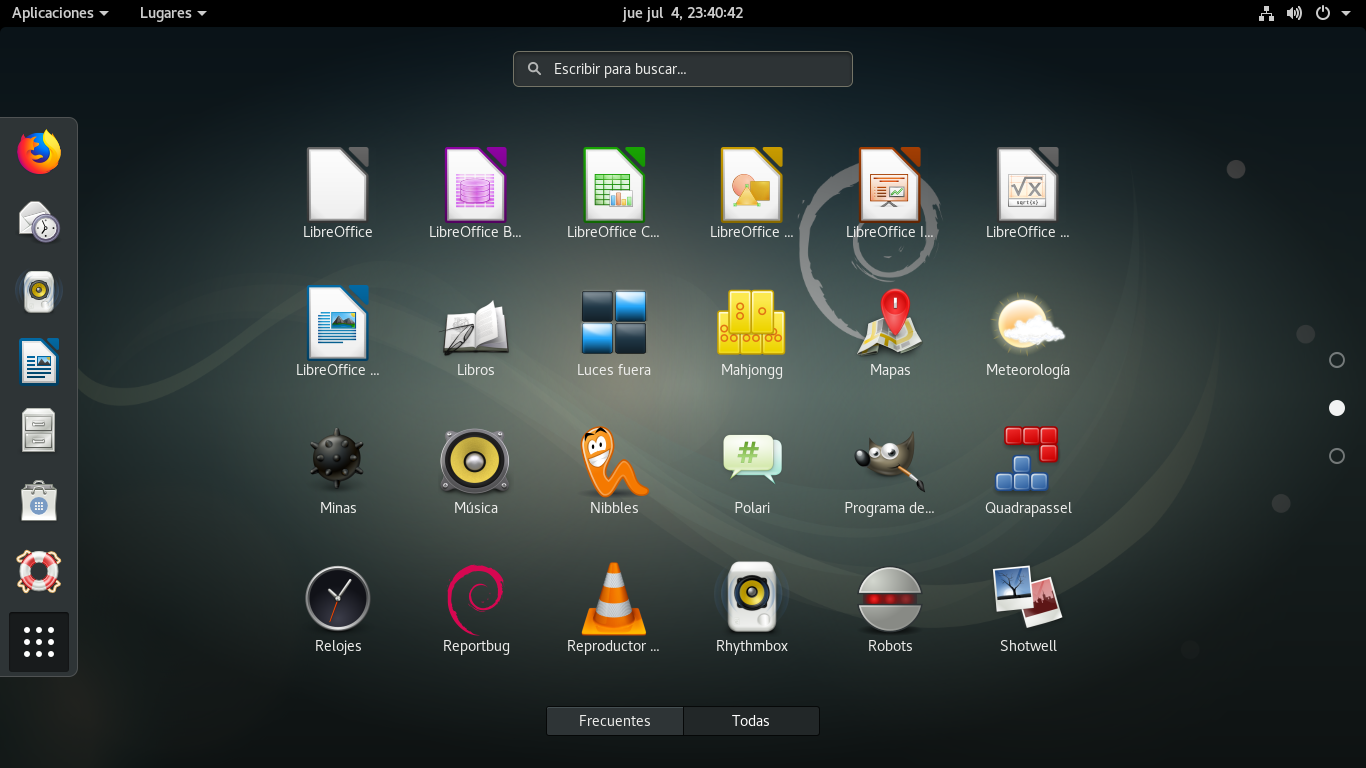 Aplicaciones
Lugares
jue jul 4, 23:40:42
Escribir para buscar...
LibreOffice
LibreOffice B...
LibreOffice C...
LibreOffice ...
LibreOffice I...
LibreOffice ...
LibreOffice ...
Libros
Luces fuera
Mahjongg
Mapas
Meteorología
Minas
Música
Nibbles
Polari
Programa de...
Quadrapassel
Relojes
Reportbug
Reproductor ...
Rhythmbox
Robots
Shotwell
Frecuentes
Todas